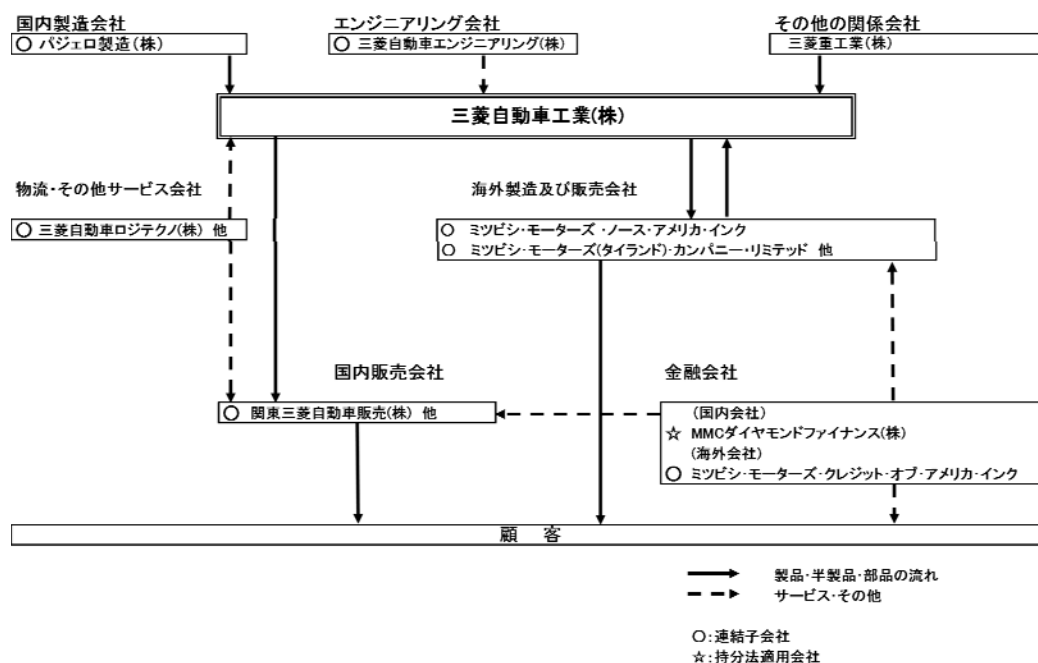 国内製造会社
○ パジェロ製造(株)
エンジニアリング会社
○ 三菱自動車エンジニアリング(株)
その他の関係会社
三菱重工業(株)
三菱自動車工業(株)
物流・その他サービス会社
○ 三菱自動車ロジテクノ(株) 他
海外製造及び販売会社
○ ミツビシ・モーターズ・ノース・アメリカ・インク
○ ミツビシ・モーターズ(タイランド)・カンパニー・リミテッド 他
国内販売会社
○ 関東三菱自動車販売(株) 他
金融会社
(国内会社)
☆ MMCダイヤモンドファイナンス(株)
(海外会社)
○ ミツビシ・モーターズ・クレジット・オブ・アメリカ・インク
顧 客
製品・半製品・部品の流れ
サービス・その他
○:連結子会社
☆:持分法適用会社